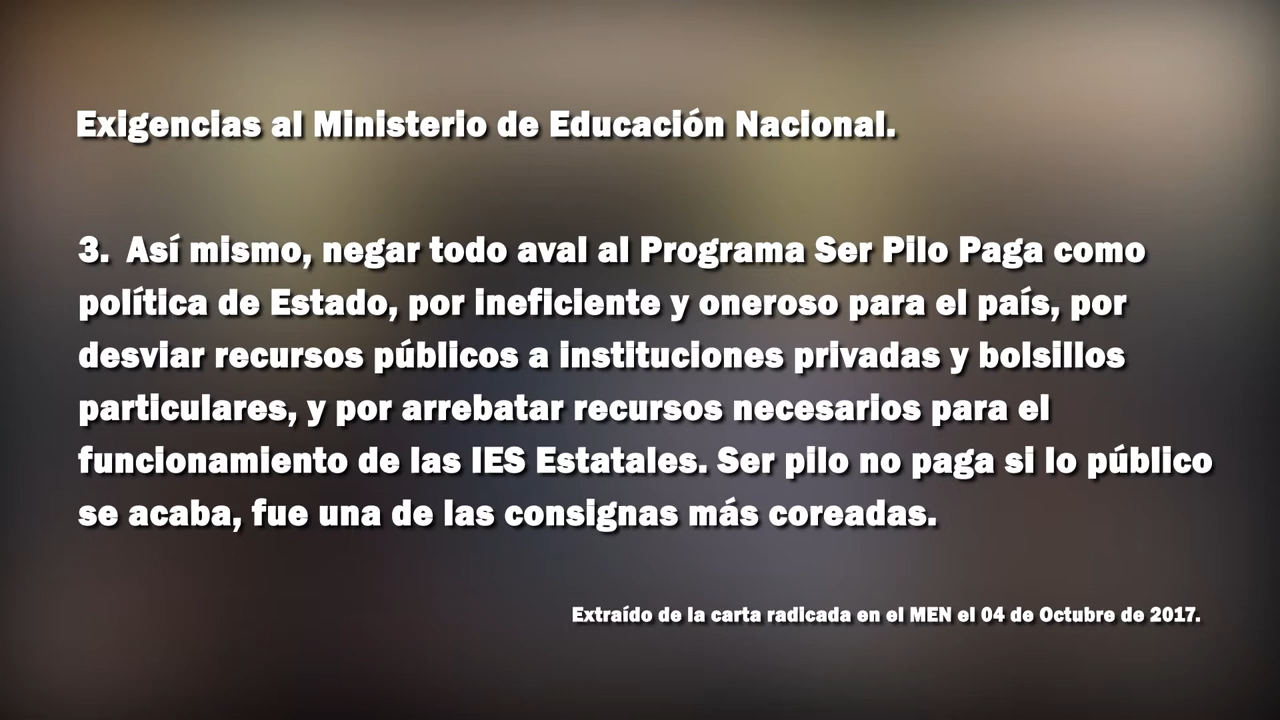 Exigencias al Ministerio de Educación Nacional.
3. Así mismo, negar todo aval al Programa Ser Pilo Paga como
política de Estado, por ineficiente y oneroso para el país, por
desviar recursos públicos a instituciones privadas y bolsillos
particulares, y por arrebatar recursos necesarios para el
funcionamiento de las IES Estatales. Ser pilo no paga si lo público
se acaba, fue una de las consignas más coreadas.
Extraído de la carta radicada en el MEN el 04 de Octubre de 2017.